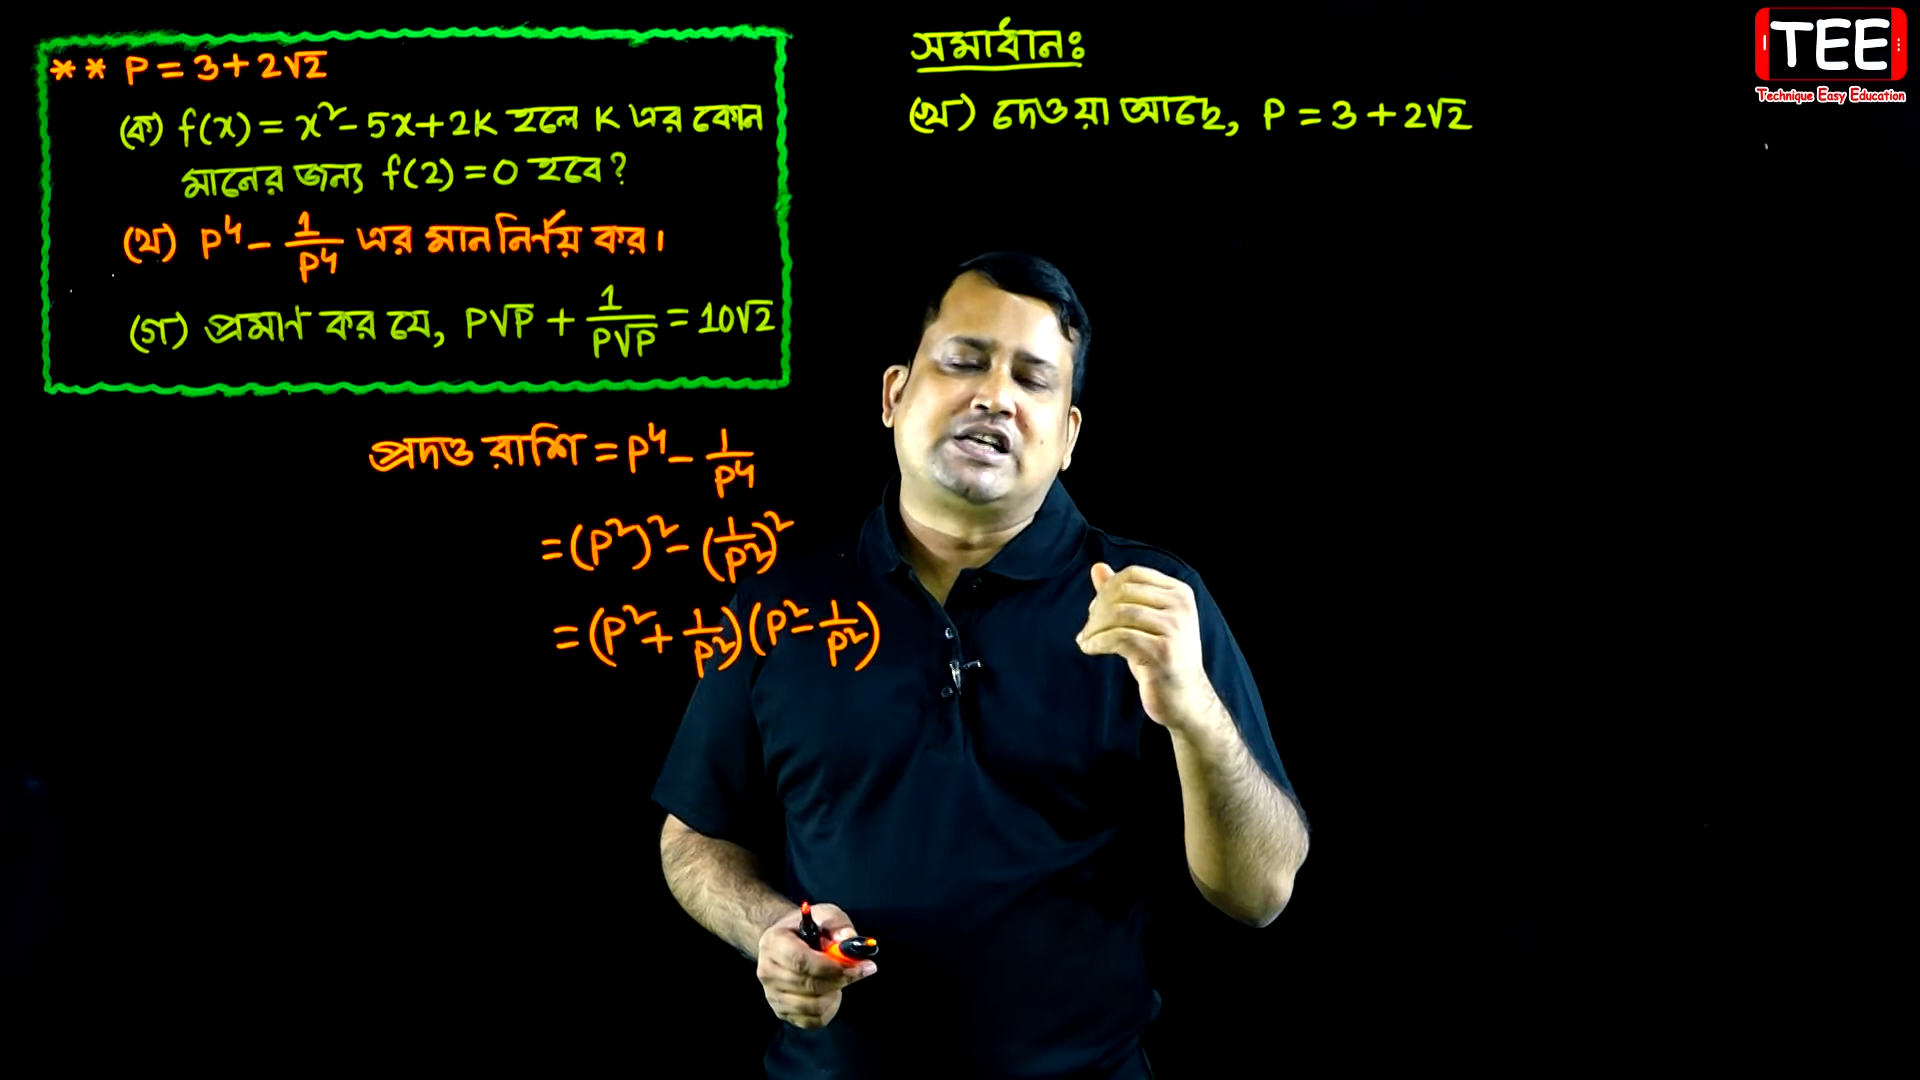 ** P = 3 + 2√2
(ক) f(x) = x² - 5x + 2K হলে K এর কোন
মানের জন্য f(2) = 0 হবে?
(খ) P⁴ - 1/P⁴ এর মান নির্ণয় কর।
(গ) প্রমাণ কর যে, P√P + 1/P√P = 10√2
প্রদত্ত রাশি = P⁴ - 1/P⁴
= (P²)² - (1/P²)²
= (P² + 1/P²)(P² - 1/P²)
সমাধানঃ
(খ) দেওয়া আছে, P = 3 + 2√2
TEE
Technique Easy Education